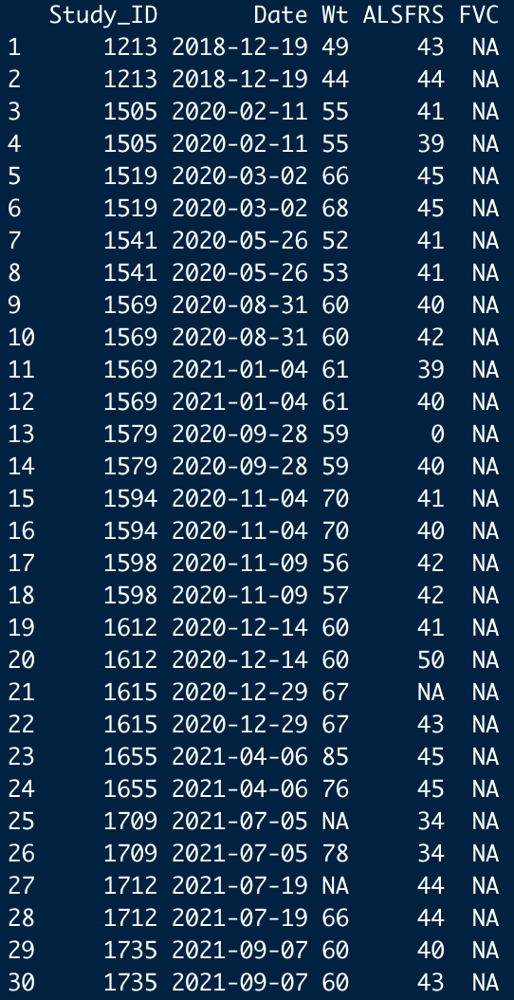 Study_ID Date Wt ALSFRS FVC
1 1213 2018-12-19 49 43 NA
2 1213 2018-12-19 44 44 NA
3 1505 2020-02-11 55 41 NA
4 1505 2020-02-11 55 39 NA
5 1519 2020-03-02 66 45 NA
6 1519 2020-03-02 68 45 NA
7 1541 2020-05-26 52 41 NA
8 1541 2020-05-26 53 41 NA
9 1569 2020-08-31 60 40 NA
10 1569 2020-08-31 60 42 NA
11 1569 2021-01-04 61 39 NA
12 1569 2021-01-04 61 40 NA
13 1579 2020-09-28 59 0 NA
14 1579 2020-09-28 59 40 NA
15 1594 2020-11-04 70 41 NA
16 1594 2020-11-04 70 40 NA
17 1598 2020-11-09 56 42 NA
18 1598 2020-11-09 57 42 NA
19 1612 2020-12-14 60 41 NA
20 1612 2020-12-14 60 50 NA
21 1615 2020-12-29 67 NA NA
22 1615 2020-12-29 67 43 NA
23 1655 2021-04-06 85 45 NA
24 1655 2021-04-06 76 45 NA
25 1709 2021-07-05 NA 34 NA
26 1709 2021-07-05 78 34 NA
27 1712 2021-07-19 NA 44 NA
28 1712 2021-07-19 66 44 NA
29 1735 2021-09-07 60 40 NA
30 1735 2021-09-07 60 43 NA